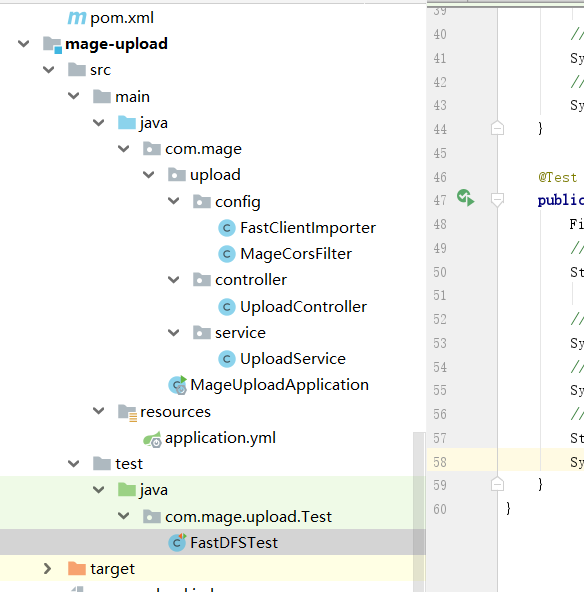 pom.xml
mage-upload
src
main
java
com.mage
upload
config
FastClientImporter
MageCorsFilter
controller
UploadController
service
UploadService
MageUploadApplication
resources
application.yml
test
java
com.mage.upload.Test
FastDFSTest
target
39
40 //
41 Sy
42 //
43 Sy
44 }
45
46 @Test
47 public
48 Fi
49 //
50 St
51
52 //
53 Sy
54 //
55 Sy
56 //
57 St
58 Sy
59 }
60 }